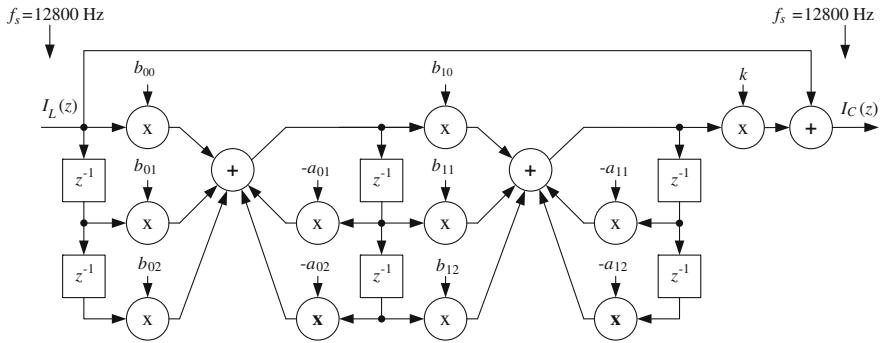 fs =12800 Hz fs =12800 Hz
b00 b10 k
IL(z) x x x + IC(z)
+ +
z-1 b01 -a01 z-1 b11 -a11 z-1
x x x x
z-1 b02 -a02 z-1 b12 -a12 z-1
x x x x